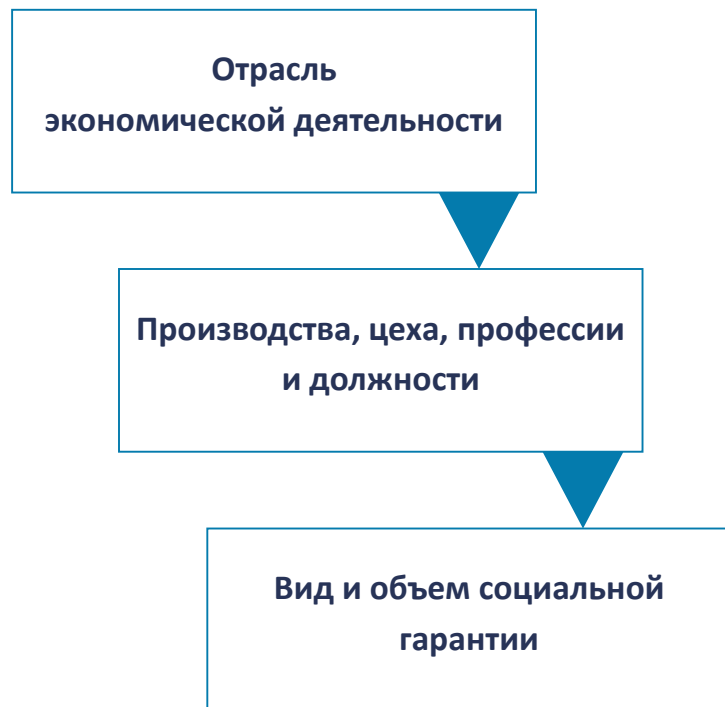 Отрасль
экономической деятельности
Производства, цеха, профессии
и должности
Вид и объем социальной
гарантии